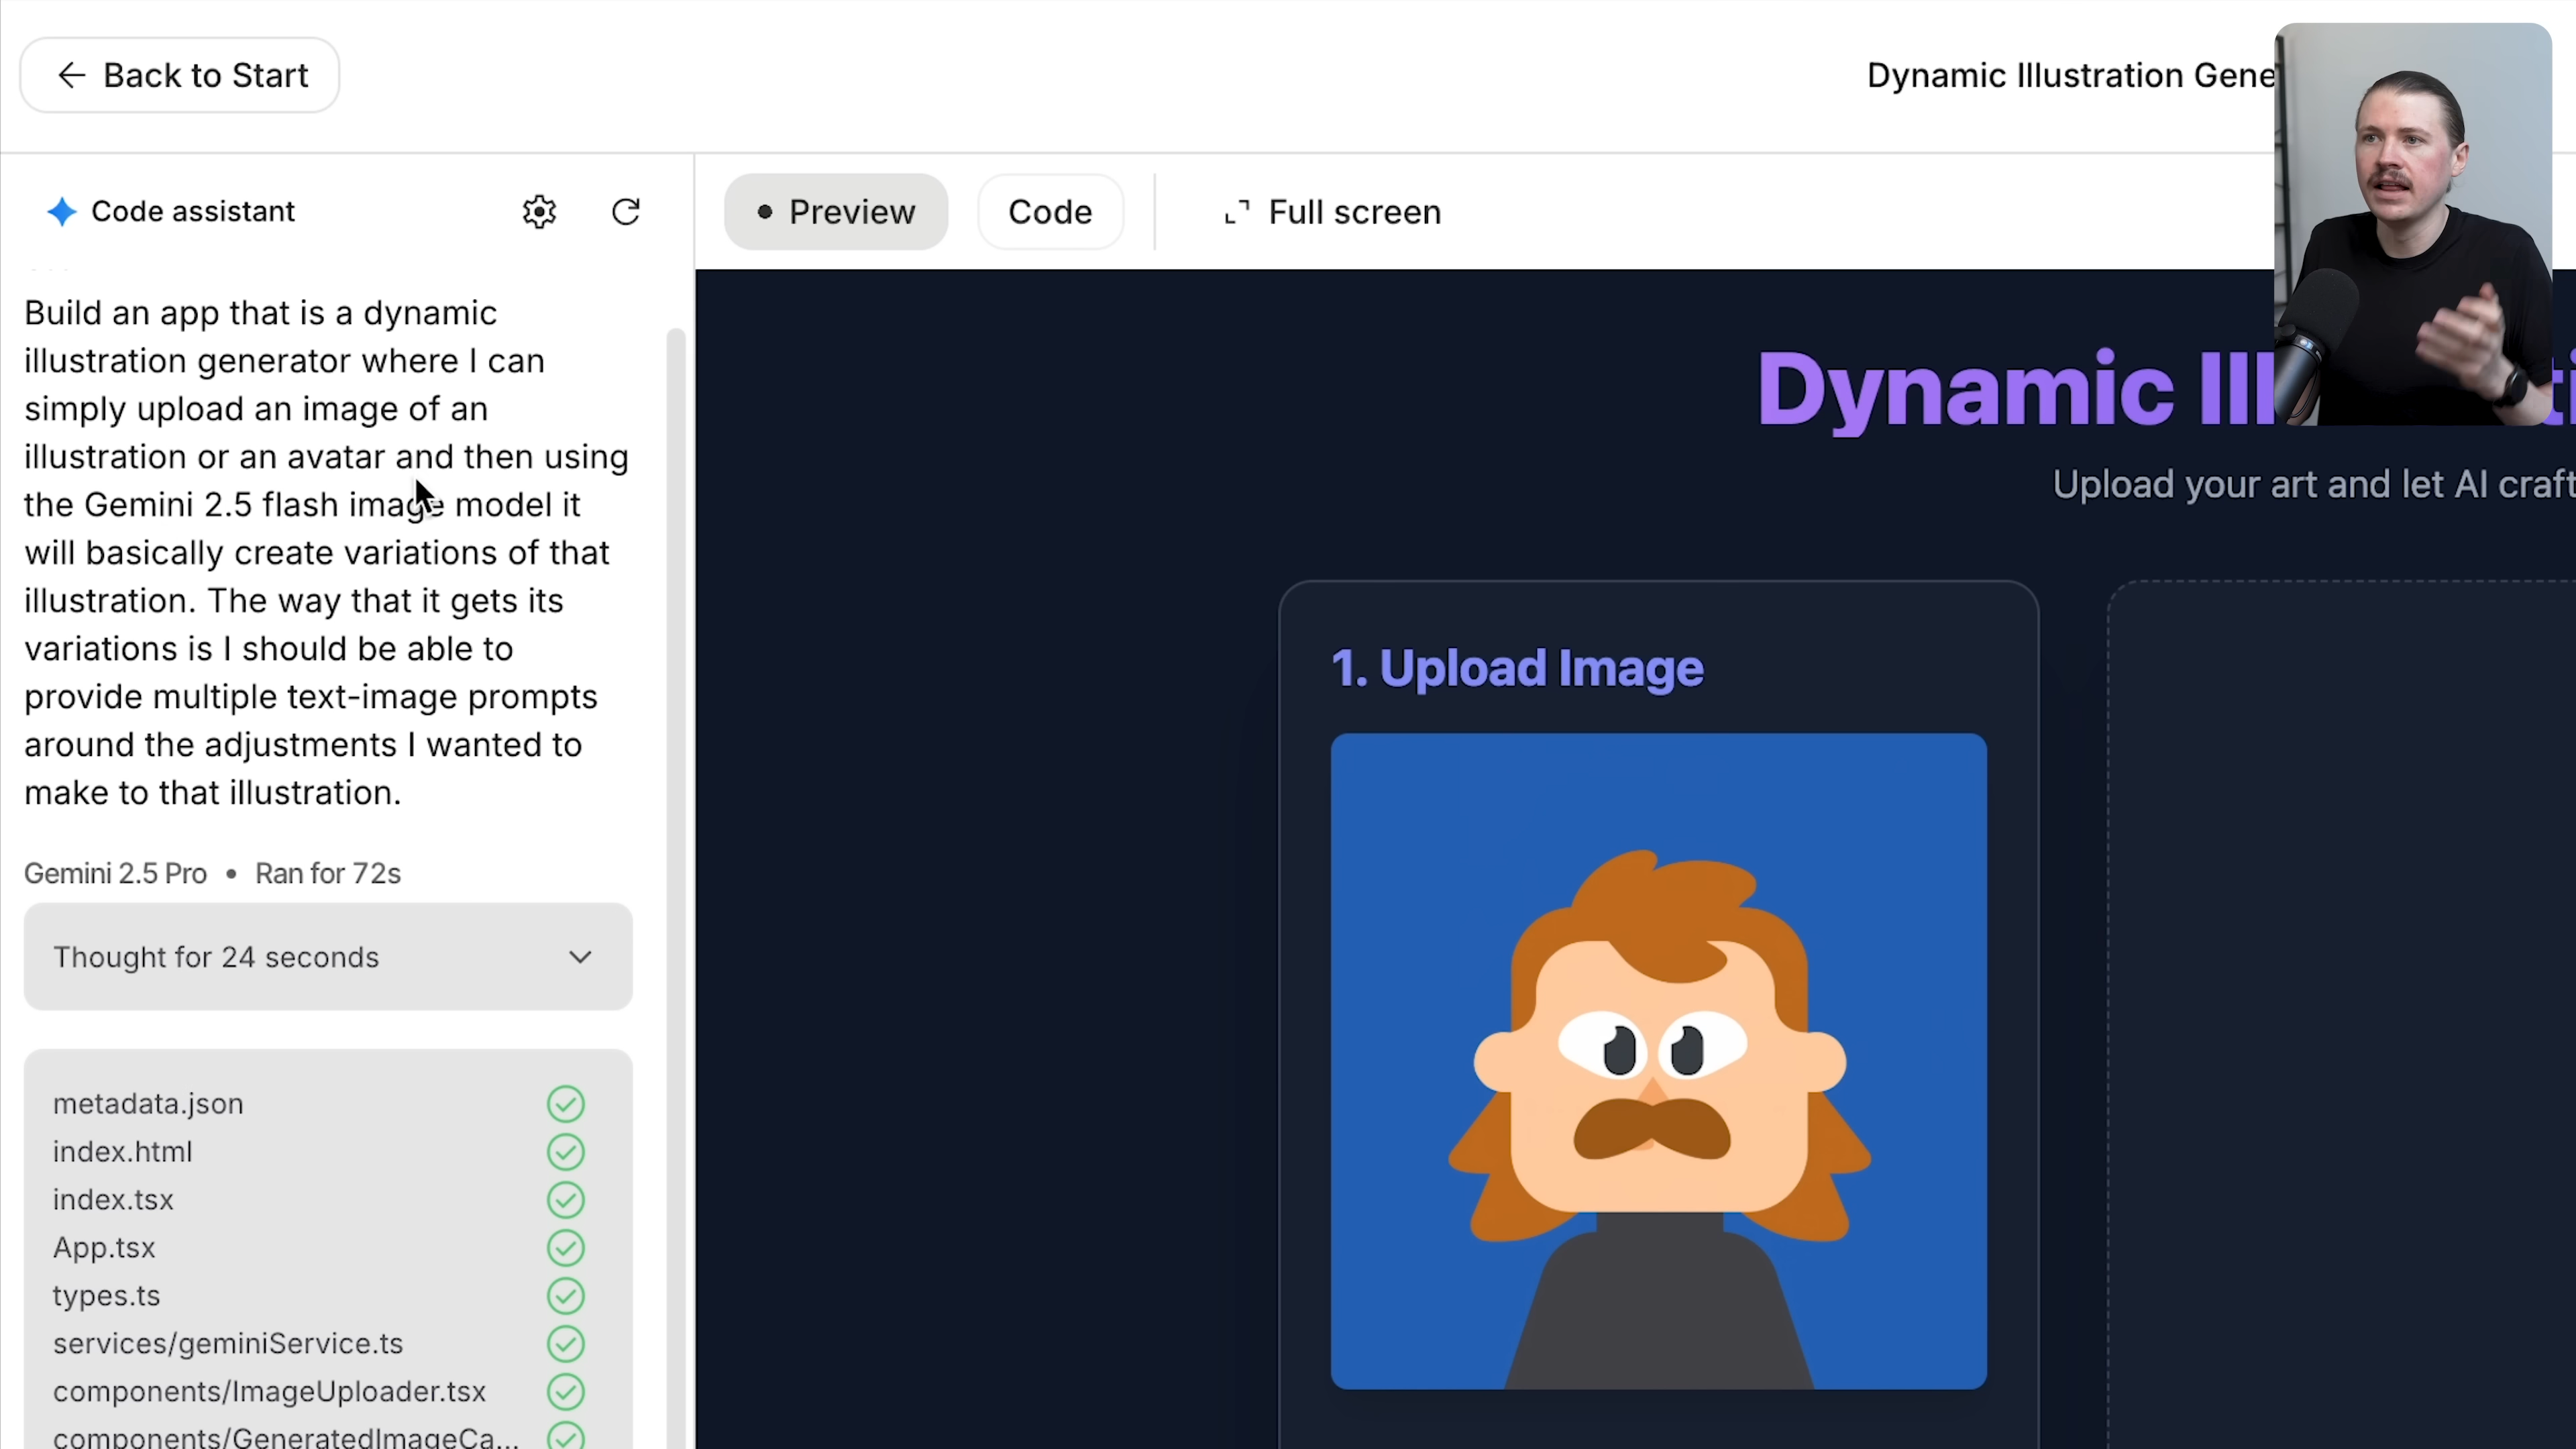 Back to Start
Dynamic Illustration Gene
Code assistant
Preview
Code
Full screen
Build an app that is a dynamic
illustration generator where I can
simply upload an image of an
illustration or an avatar and then using
the Gemini 2.5 flash image model it
will basically create variations of that
illustration. The way that it gets its
variations is I should be able to
provide multiple text-image prompts
around the adjustments I wanted to
make to that illustration.
Gemini 2.5 Pro • Ran for 72s
Thought for 24 seconds
metadata.json
index.html
index.tsx
App.tsx
types.ts
services/geminiService.ts
components/ImageUploader.tsx
components/GeneratedImageCa...
Dynamic Ill
Upload your art and let AI craft
1. Upload Image